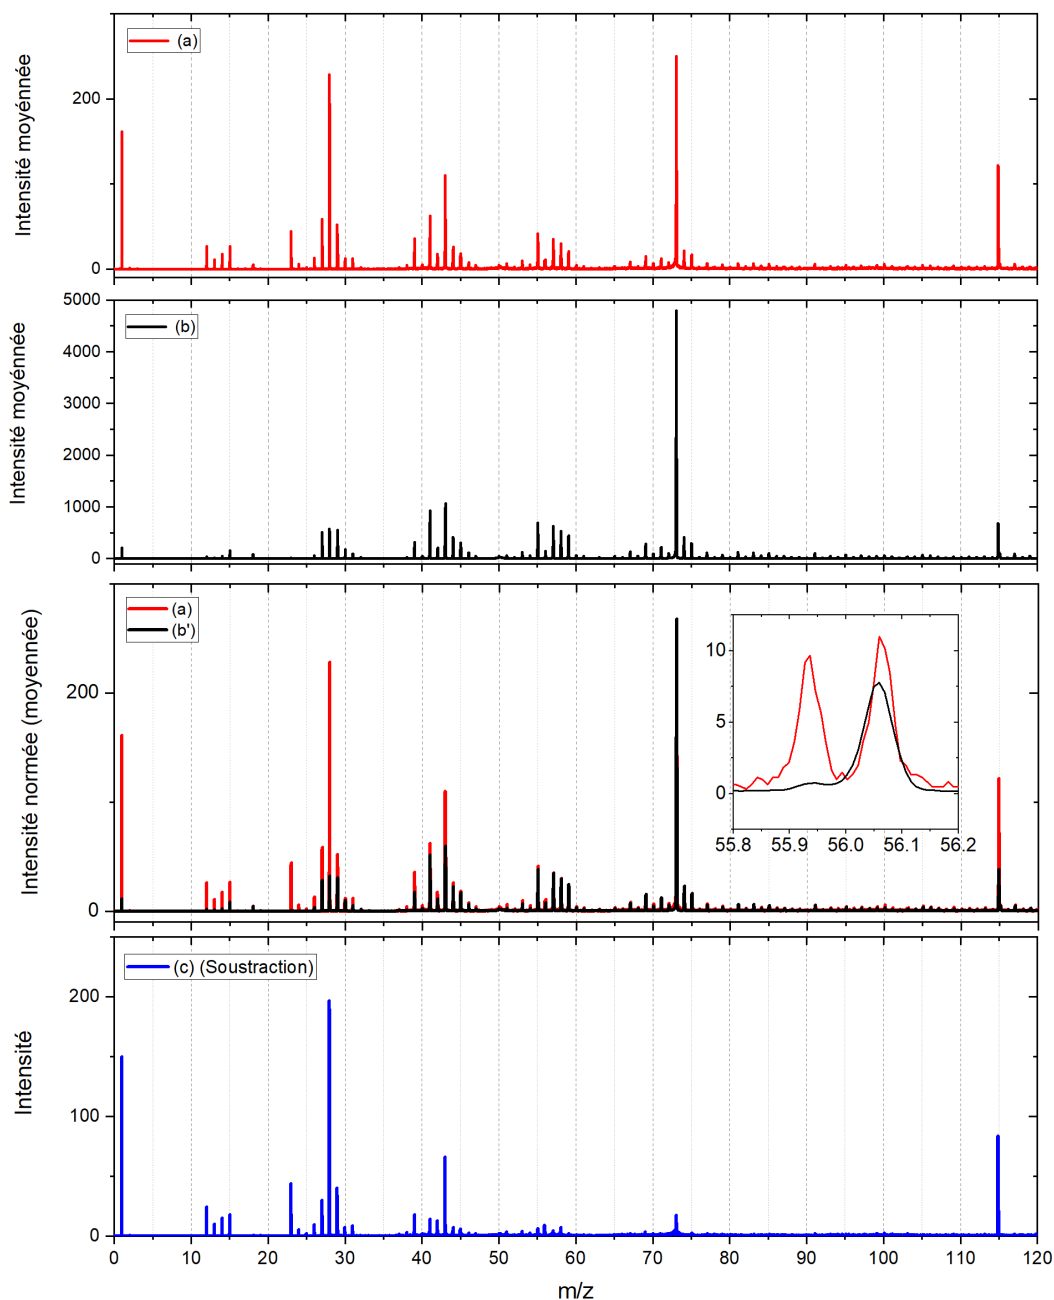 (a)
Intensité moyénnée
200
0
(b)
Intensité moyénnée
5000
4000
3000
2000
1000
0
(a)
(b')
Intensité normée (moyennée)
200
0
10
5
0
55.8 55.9 56.0 56.1 56.2
(c) (Soustraction)
Intensité
200
100
0
0 10 20 30 40 50 60 70 80 90 100 110 120
m/z